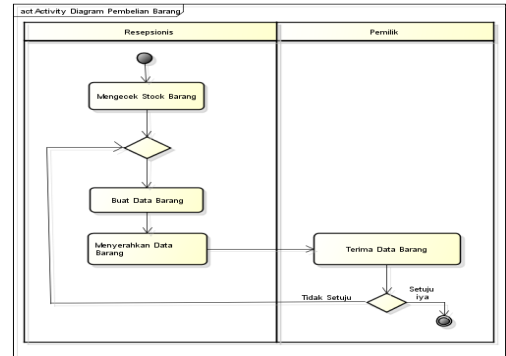 act Activity Diagram Pembelian Barang
Resepsionis
Pemilik
Mengecek Stock Barang
Buat Data Barang
Menyerahkan Data
Barang
Terima Data Barang
Tidak Setuju
Setuju
iya